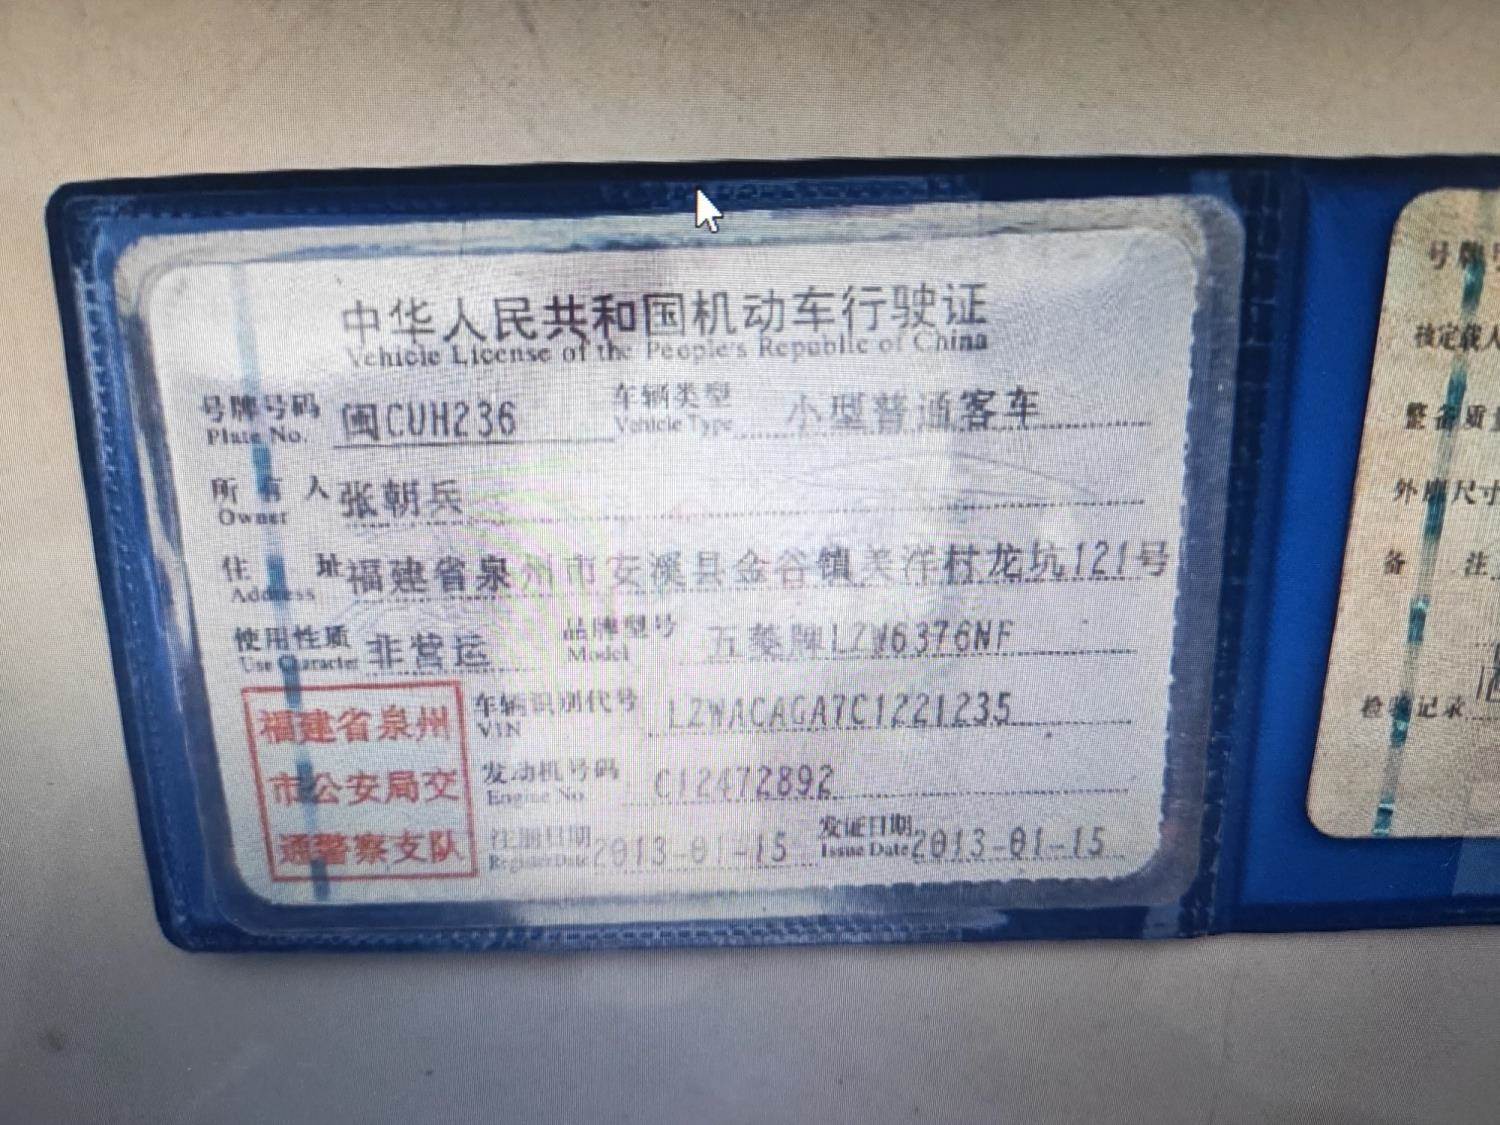 中华人民共和国机动车行驶证
Vehicle License of the People's Republic of China
号牌号码 闽CUH236 车辆类型 小型普通客车
Plate No. Vehicle Type
所有人 张朝兵
Owner
住址 福建省泉州市安溪县金谷镇美洋村龙坑121号
Address
使用性质 非营运 品牌型号 五菱牌LZW6376NF
Use Character Model
车辆识别代号 LZWACAGA7C1221235
VIN
发动机号码 C12472892
Engine No.
注册日期 2013-01-15 发证日期 2013-01-15
Register Date Issue Date
福建省泉州
市公安局交
通警察支队
号牌号
核定载人
整备质量
外廓尺寸
备注
检验记录